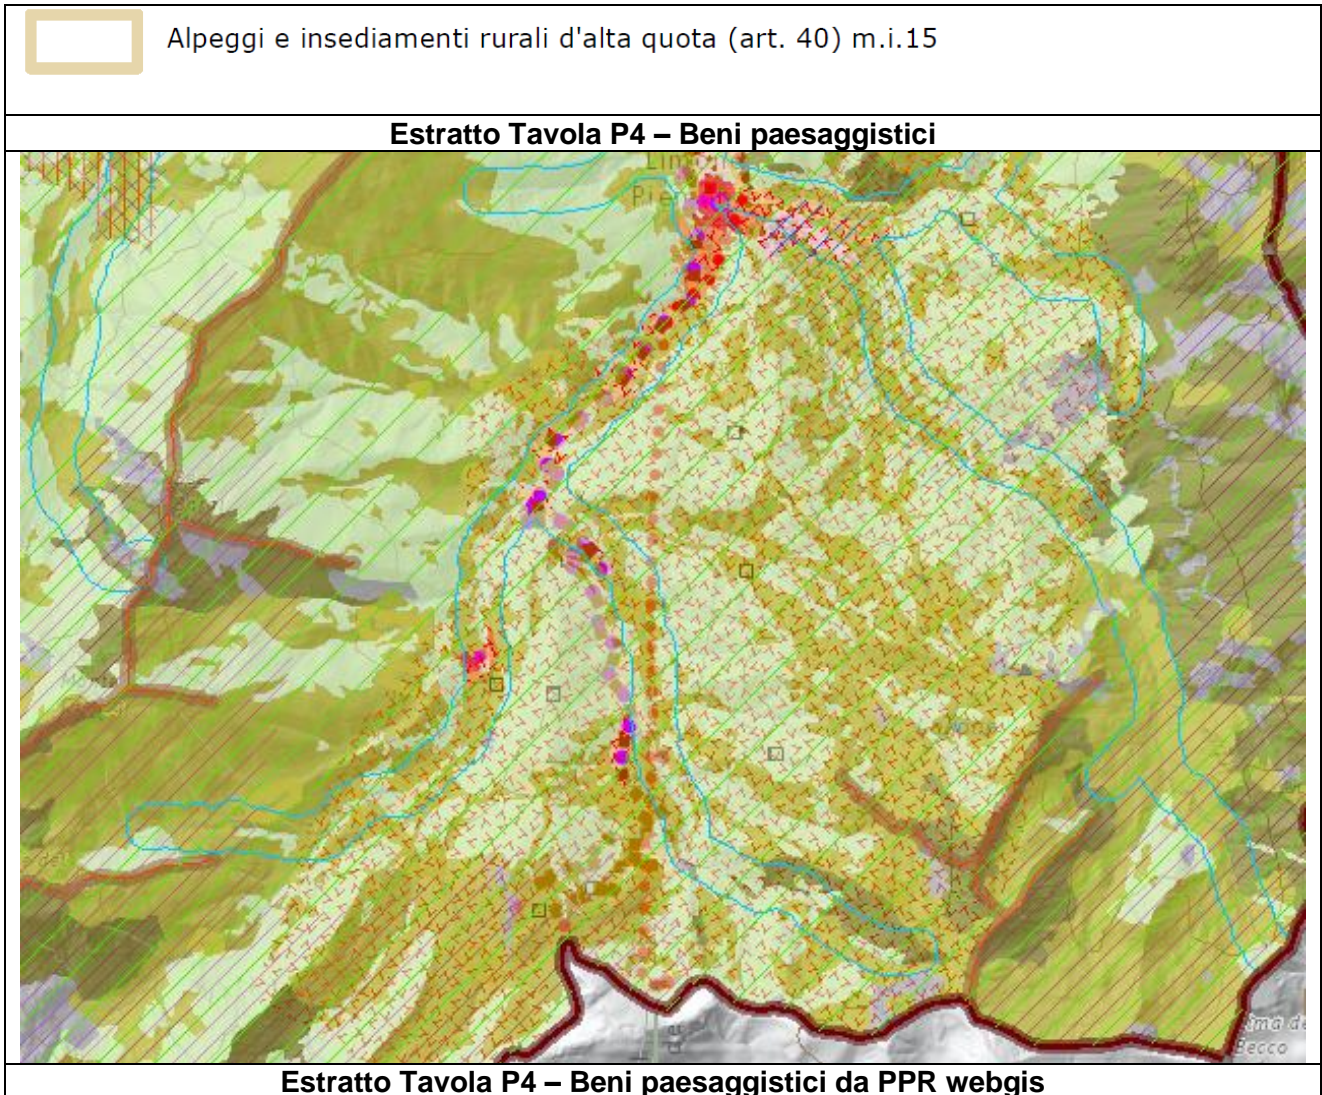 Alpeggi e insediamenti rurali d'alta quota (art. 40) m.i.15
Estratto Tavola P4 – Beni paesaggistici
Becco
Estratto Tavola P4 – Beni paesaggistici da PPR webgis